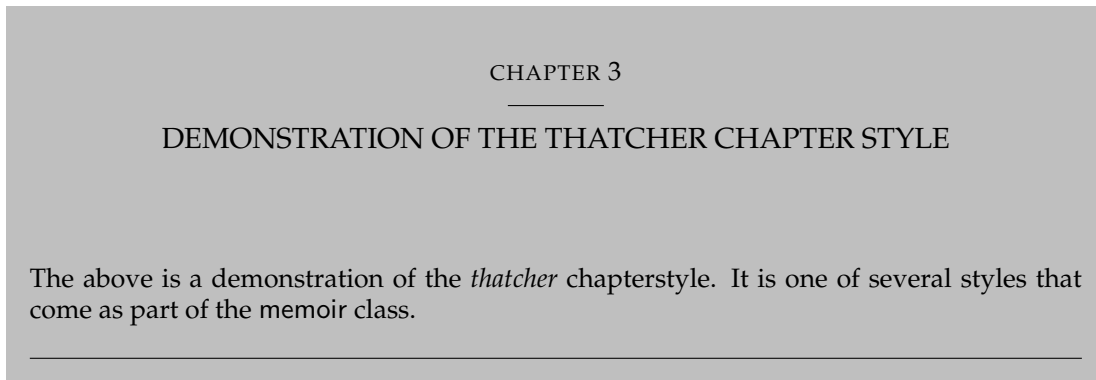 CHAPTER 3
DEMONSTRATION OF THE THATCHER CHAPTER STYLE
The above is a demonstration of the thatcher chapterstyle. It is one of several styles that
come as part of the memoir class.